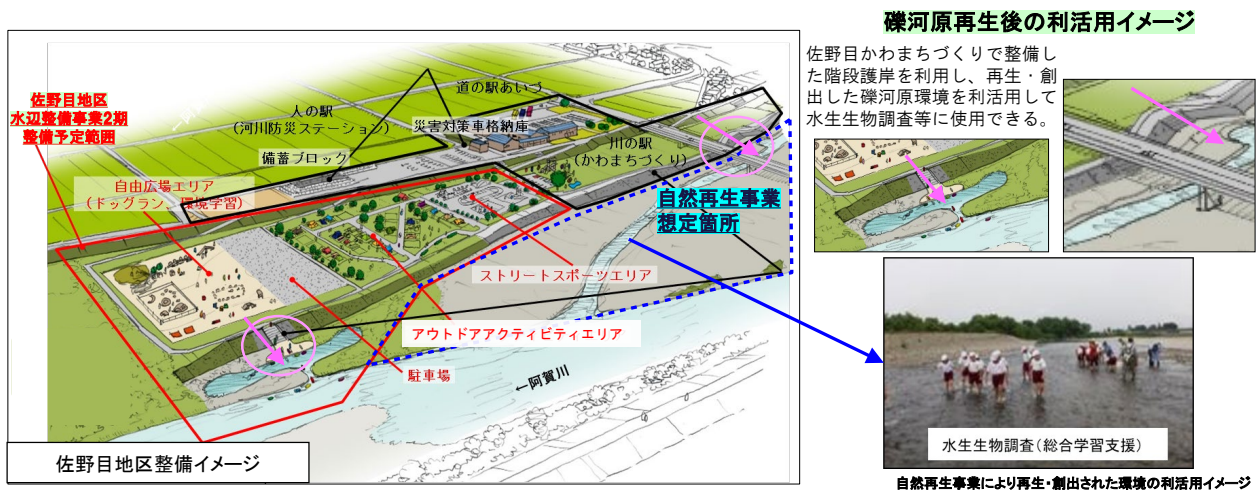 礫河原再生後の利活用イメージ
佐野目かわまちづくりで整備し
た階段護岸を利用し、再生・創
出した礫河原環境を利活用して
水生生物調査等に使用できる。
佐野目地区
水辺整備事業2期
整備予定範囲
人の駅
(河川防災ステーション)
道の駅あいづ
災害対策車格納庫
備蓄ブロック
川の駅
(かわまちづくり)
自由広場エリア
(ドッグラン、環境学習)
自然再生事業
想定箇所
ストリートスポーツエリア
アウトドアアクティビティエリア
駐車場
←阿賀川
佐野目地区整備イメージ
水生生物調査(総合学習支援)
自然再生事業により再生・創出された環境の利活用イメージ